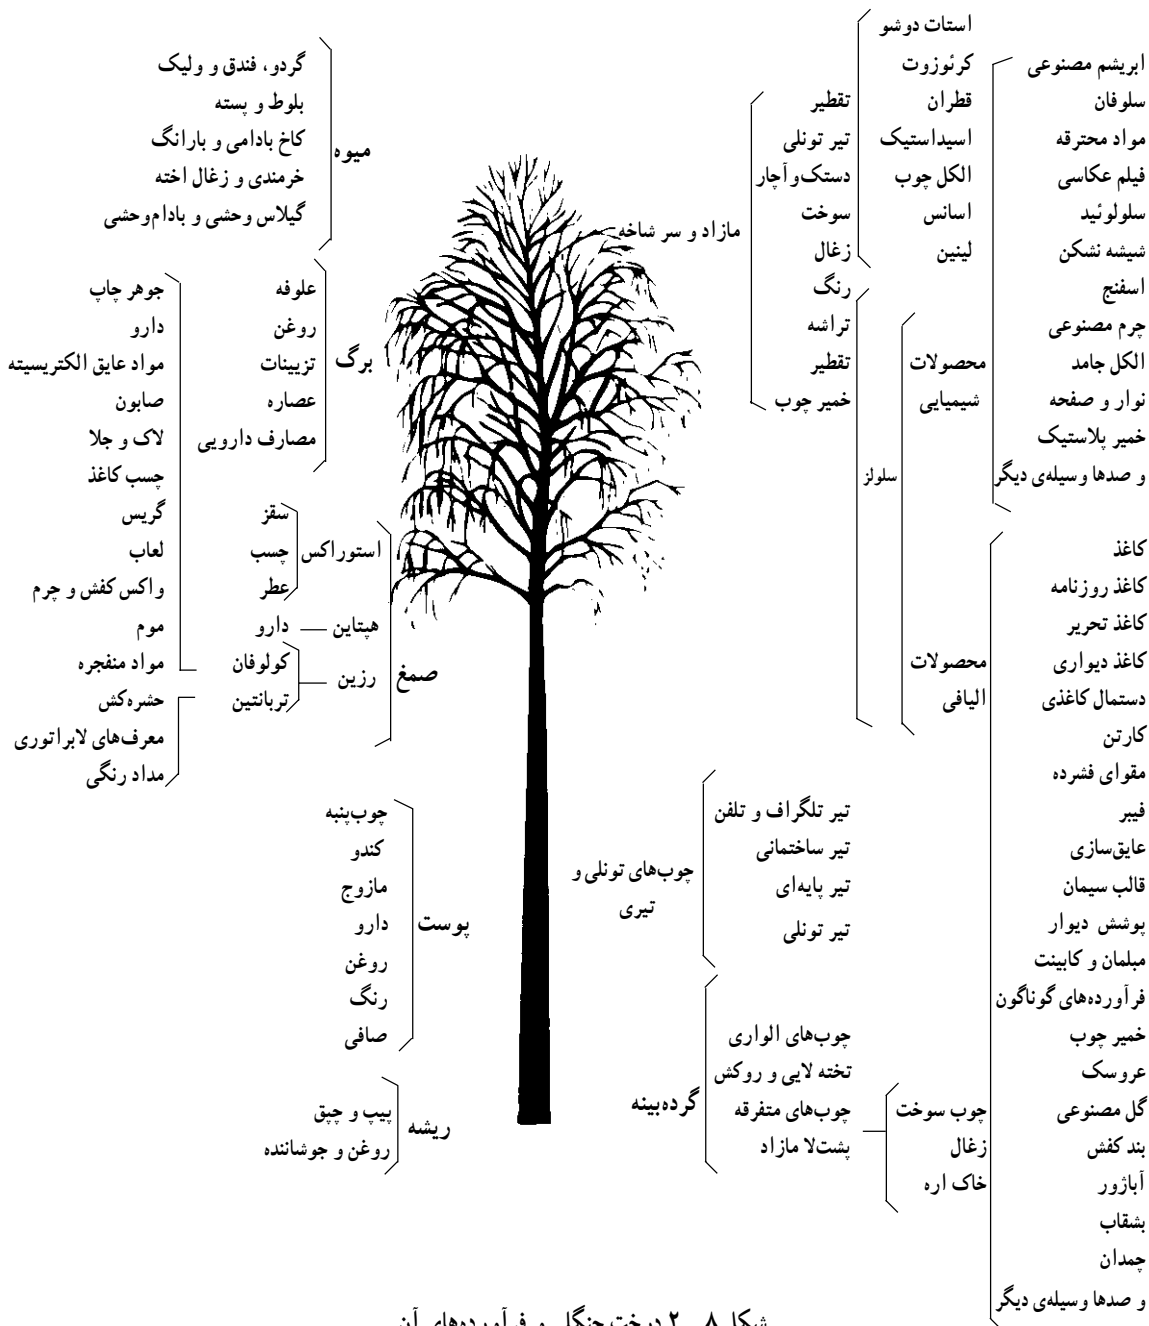 استات دوشو
کرئوزوت
قطران
اسیداستیک
الکل چوب
اسانس
لینین
ابریشم مصنوعی
سلوفان
مواد محترقه
فیلم عکاسی
سلولوئید
شیشه نشکن
اسفنج
چرم مصنوعی
الکل جامد
نوار و صفحه
خمیر پلاستیک
و صدها وسیله‌ی دیگر
محصولات
شیمیایی
سلولز
تقطیر
تیر تونلی
دستک و آچار
سوخت
زغال
رنگ
تراشه
تقطیر
خمیر چوب
مازاد و سر شاخه
کاغذ
کاغذ روزنامه
کاغذ تحریر
کاغذ دیواری
دستمال کاغذی
کارتن
مقوای فشرده
فیبر
عایق‌سازی
قالب سیمان
پوشش دیوار
مبلمان و کابینت
فرآورده‌های گوناگون
خمیر چوب
عروسک
گل مصنوعی
بند کفش
آباژور
بشقاب
چمدان
و صدها وسیله‌ی دیگر
محصولات
الیافی
تیر تلگراف و تلفن
تیر ساختمانی
تیر پایه‌ای
تیر تونلی
چوب‌های تونلی و
تیری
چوب‌های الواری
تخته لایی و روکش
چوب‌های متفرقه
پشت‌لا مازاد
گرده‌بینه
چوب سوخت
زغال
خاک اره
میوه
گردو، فندق و ولیک
بلوط و پسته
کاخ بادامی و بارانگ
خرمندی و زغال اخته
گیلاس وحشی و بادام‌وحشی
برگ
علوفه
روغن
تزیینات
عصاره
مصارف دارویی
جوهر چاپ
دارو
مواد عایق الکتریسیته
صابون
لاک و جلا
چسب کاغذ
گریس
لعاب
واکس کفش و چرم
موم
مواد منفجره
حشره‌کش
معرف‌های لابراتوری
مداد رنگی
صمغ
استوراکس
سقز
چسب
عطر
هپتاین
دارو
رزین
کولوفان
تربانتین
پوست
چوب‌پنبه
کندو
مازوج
دارو
روغن
رنگ
صافی
ریشه
پیپ و چپق
روغن و جوشاننده
شکل ۸ ــ ۲ درخت جنگلی و فرآورده‌های آن